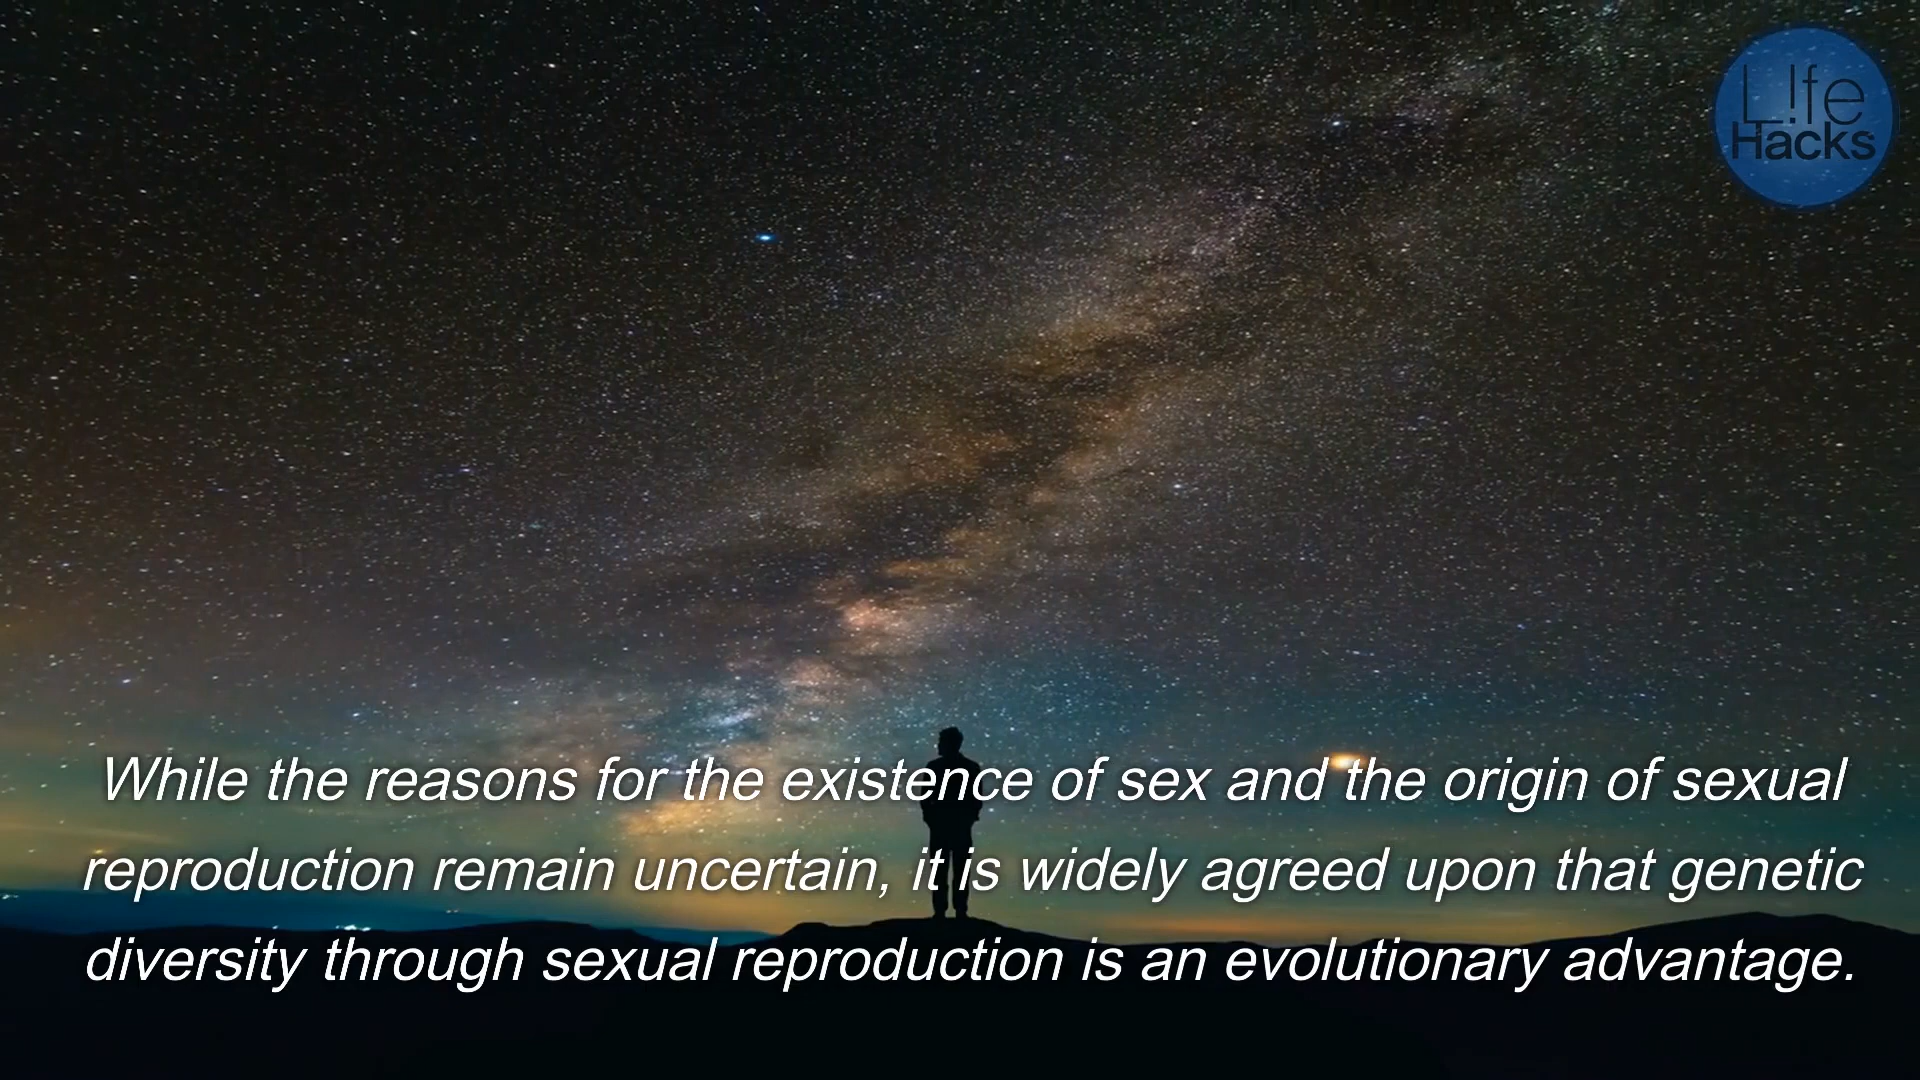 L!fe
Hacks
While the reasons for the existence of sex and the origin of sexual
reproduction remain uncertain, it is widely agreed upon that genetic
diversity through sexual reproduction is an evolutionary advantage.